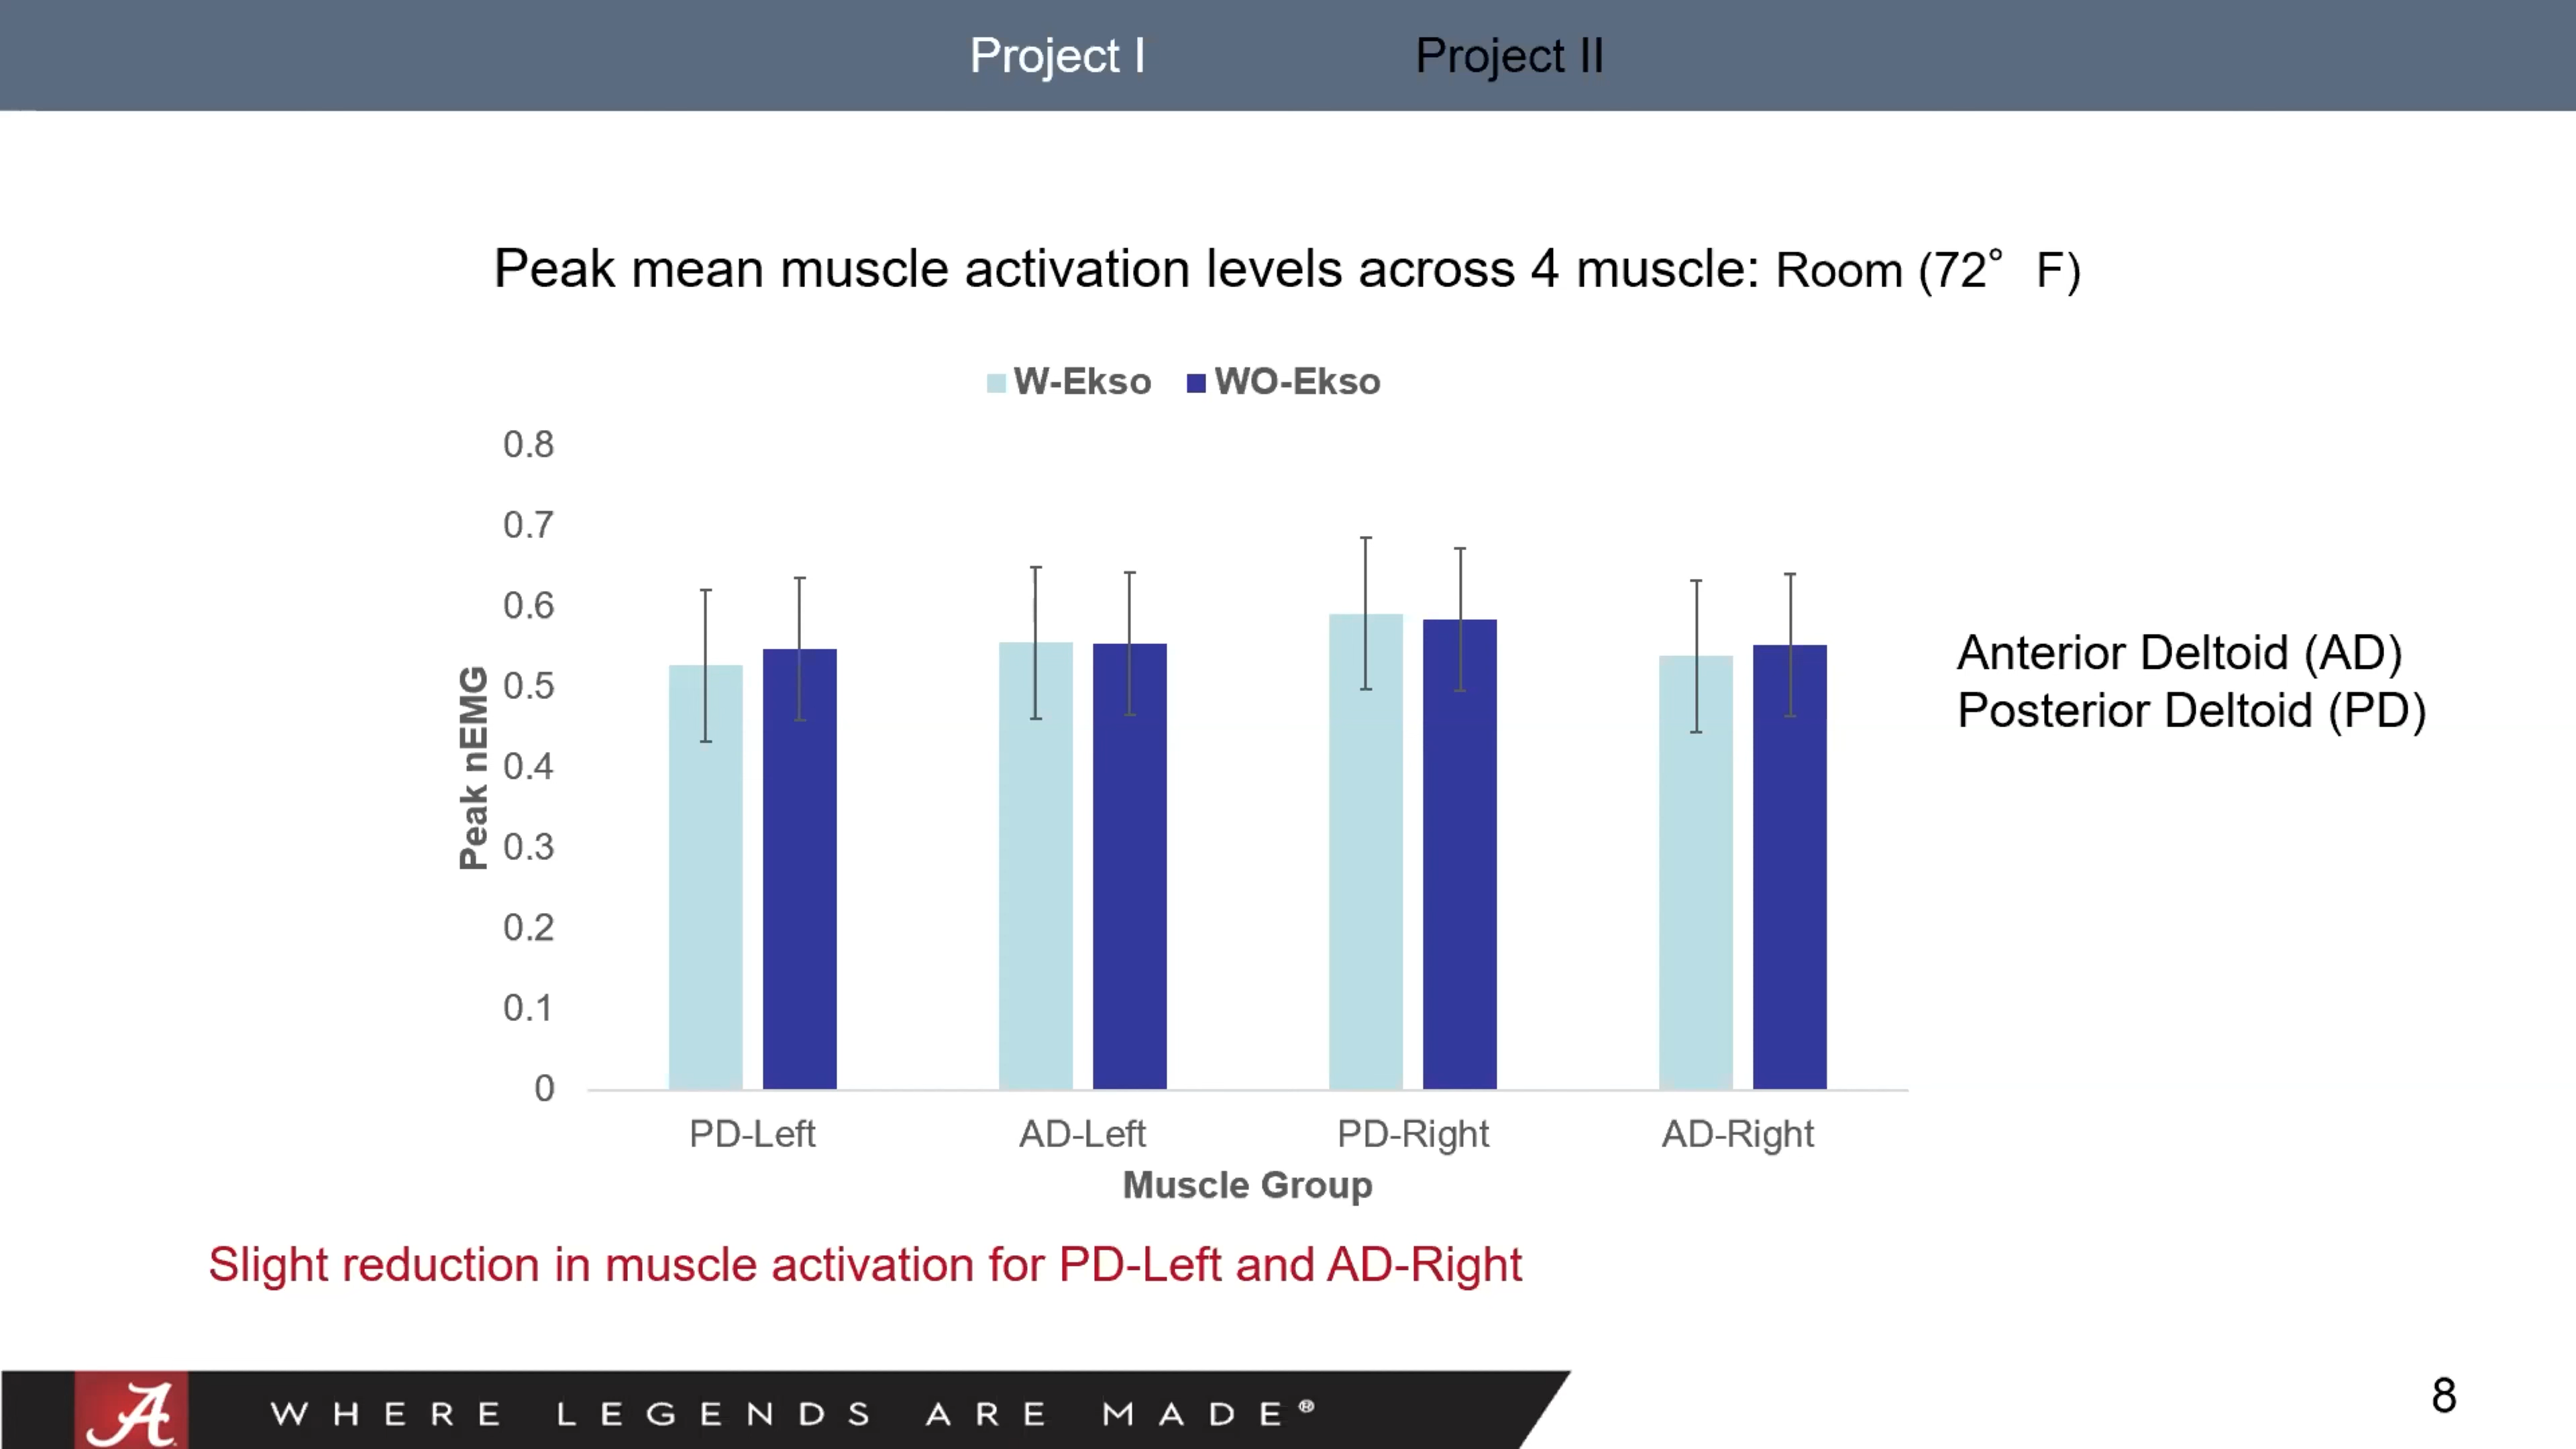 Project I
Project II
Peak mean muscle activation levels across 4 muscle: Room (72° F)
W-Ekso
WO-Ekso
0.8
0.7
0.6
0.5
0.4
0.3
0.2
0.1
0
Peak nEMG
PD-Left
AD-Left
PD-Right
AD-Right
Muscle Group
Anterior Deltoid (AD)
Posterior Deltoid (PD)
Slight reduction in muscle activation for PD-Left and AD-Right
A
WHERE LEGENDS ARE MADE®
8